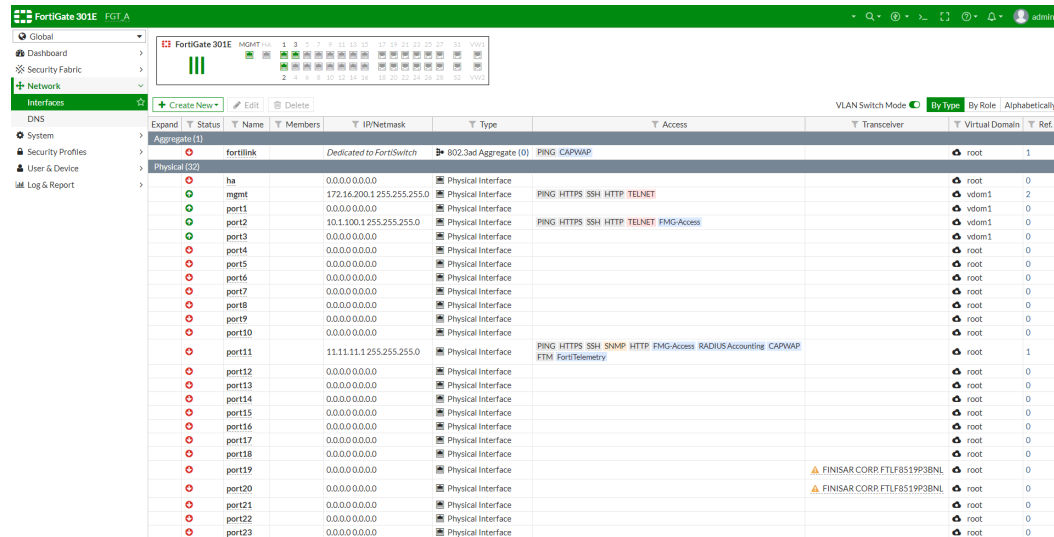 FortiGate 301E FGT_A
admin
Global
Dashboard
Security Fabric
Network
Interfaces
DNS
System
Security Profiles
User & Device
Log & Report
FortiGate 301E MGMT HA 1 3 5 7 9 11 13 15 17 19 21 23 25 27 S1 VW1
2 4 6 8 10 12 14 16 18 20 22 24 26 28 S2 VW2
Create New Edit Delete VLAN Switch Mode By Type By Role Alphabetically
Expand Status Name Members IP/Netmask Type Access Transceiver Virtual Domain Ref.
Aggregate (1)
fortilink Dedicated to FortiSwitch 802.3ad Aggregate (0) PING CAPWAP root 1
Physical (32)
ha 0.0.0.0 0.0.0.0 Physical Interface root 0
mgmt 172.16.200.1 255.255.255.0 Physical Interface PING HTTPS SSH HTTP TELNET vdom1 2
port1 0.0.0.0 0.0.0.0 Physical Interface vdom1 0
port2 10.1.100.1 255.255.255.0 Physical Interface PING HTTPS SSH HTTP TELNET FMG-Access vdom1 0
port3 0.0.0.0 0.0.0.0 Physical Interface vdom1 0
port4 0.0.0.0 0.0.0.0 Physical Interface root 0
port5 0.0.0.0 0.0.0.0 Physical Interface root 0
port6 0.0.0.0 0.0.0.0 Physical Interface root 0
port7 0.0.0.0 0.0.0.0 Physical Interface root 0
port8 0.0.0.0 0.0.0.0 Physical Interface root 0
port9 0.0.0.0 0.0.0.0 Physical Interface root 0
port10 0.0.0.0 0.0.0.0 Physical Interface root 0
port11 11.11.11.1 255.255.255.0 Physical Interface PING HTTPS SSH SNMP HTTP FMG-Access RADIUS Accounting CAPWAP root 1
FTM FortiTelemetry
port12 0.0.0.0 0.0.0.0 Physical Interface root 0
port13 0.0.0.0 0.0.0.0 Physical Interface root 0
port14 0.0.0.0 0.0.0.0 Physical Interface root 0
port15 0.0.0.0 0.0.0.0 Physical Interface root 0
port16 0.0.0.0 0.0.0.0 Physical Interface root 0
port17 0.0.0.0 0.0.0.0 Physical Interface root 0
port18 0.0.0.0 0.0.0.0 Physical Interface root 0
port19 0.0.0.0 0.0.0.0 Physical Interface FINISAR CORP. FTLF8519P3BNL root 0
port20 0.0.0.0 0.0.0.0 Physical Interface FINISAR CORP. FTLF8519P3BNL root 0
port21 0.0.0.0 0.0.0.0 Physical Interface root 0
port22 0.0.0.0 0.0.0.0 Physical Interface root 0
port23 0.0.0.0 0.0.0.0 Physical Interface root 0